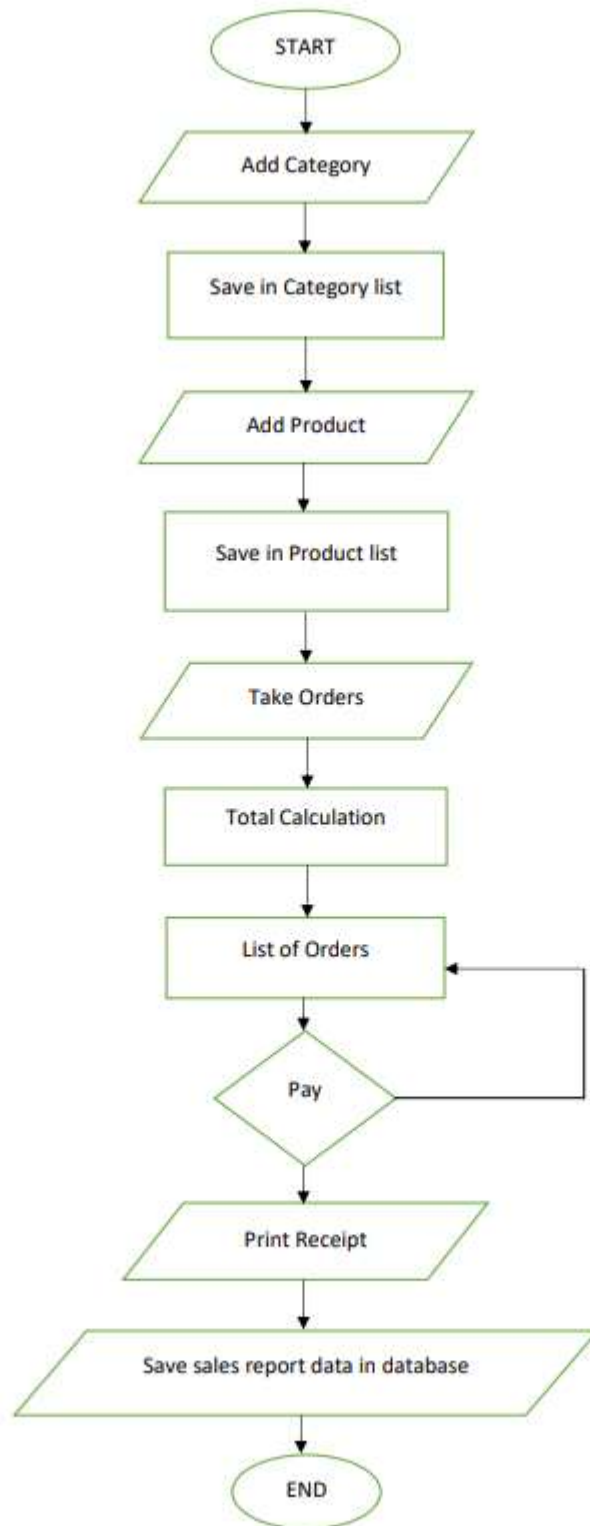 START
Add Category
Save in Category list
Add Product
Save in Product list
Take Orders
Total Calculation
List of Orders
Pay
Print Receipt
Save sales report data in database
END